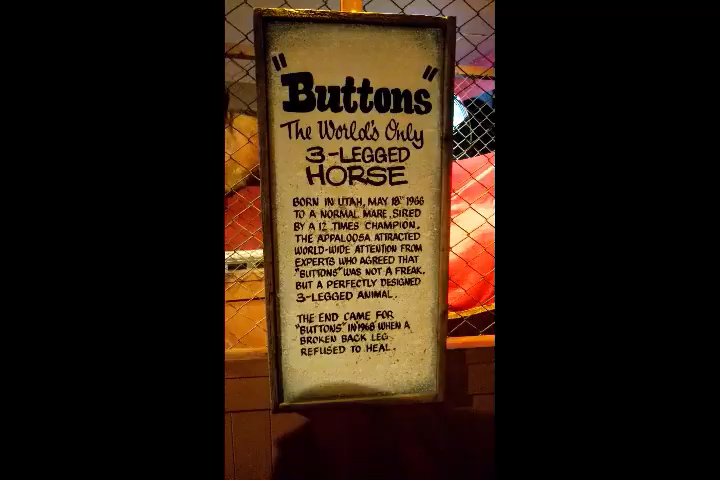 "Buttons"
The World's Only
3-LEGGED
HORSE
BORN IN UTAH, MAY 18TH 1966
TO A NORMAL MARE, SIRED
BY A 12 TIMES CHAMPION.
THE APPALOOSA ATTRACTED
WORLD-WIDE ATTENTION FROM
EXPERTS WHO AGREED THAT
"BUTTONS" WAS NOT A FREAK,
BUT A PERFECTLY DESIGNED
3-LEGGED ANIMAL.
THE END CAME FOR
"BUTTONS" IN 1968 WHEN A
BROKEN BACK LEG
REFUSED TO HEAL.